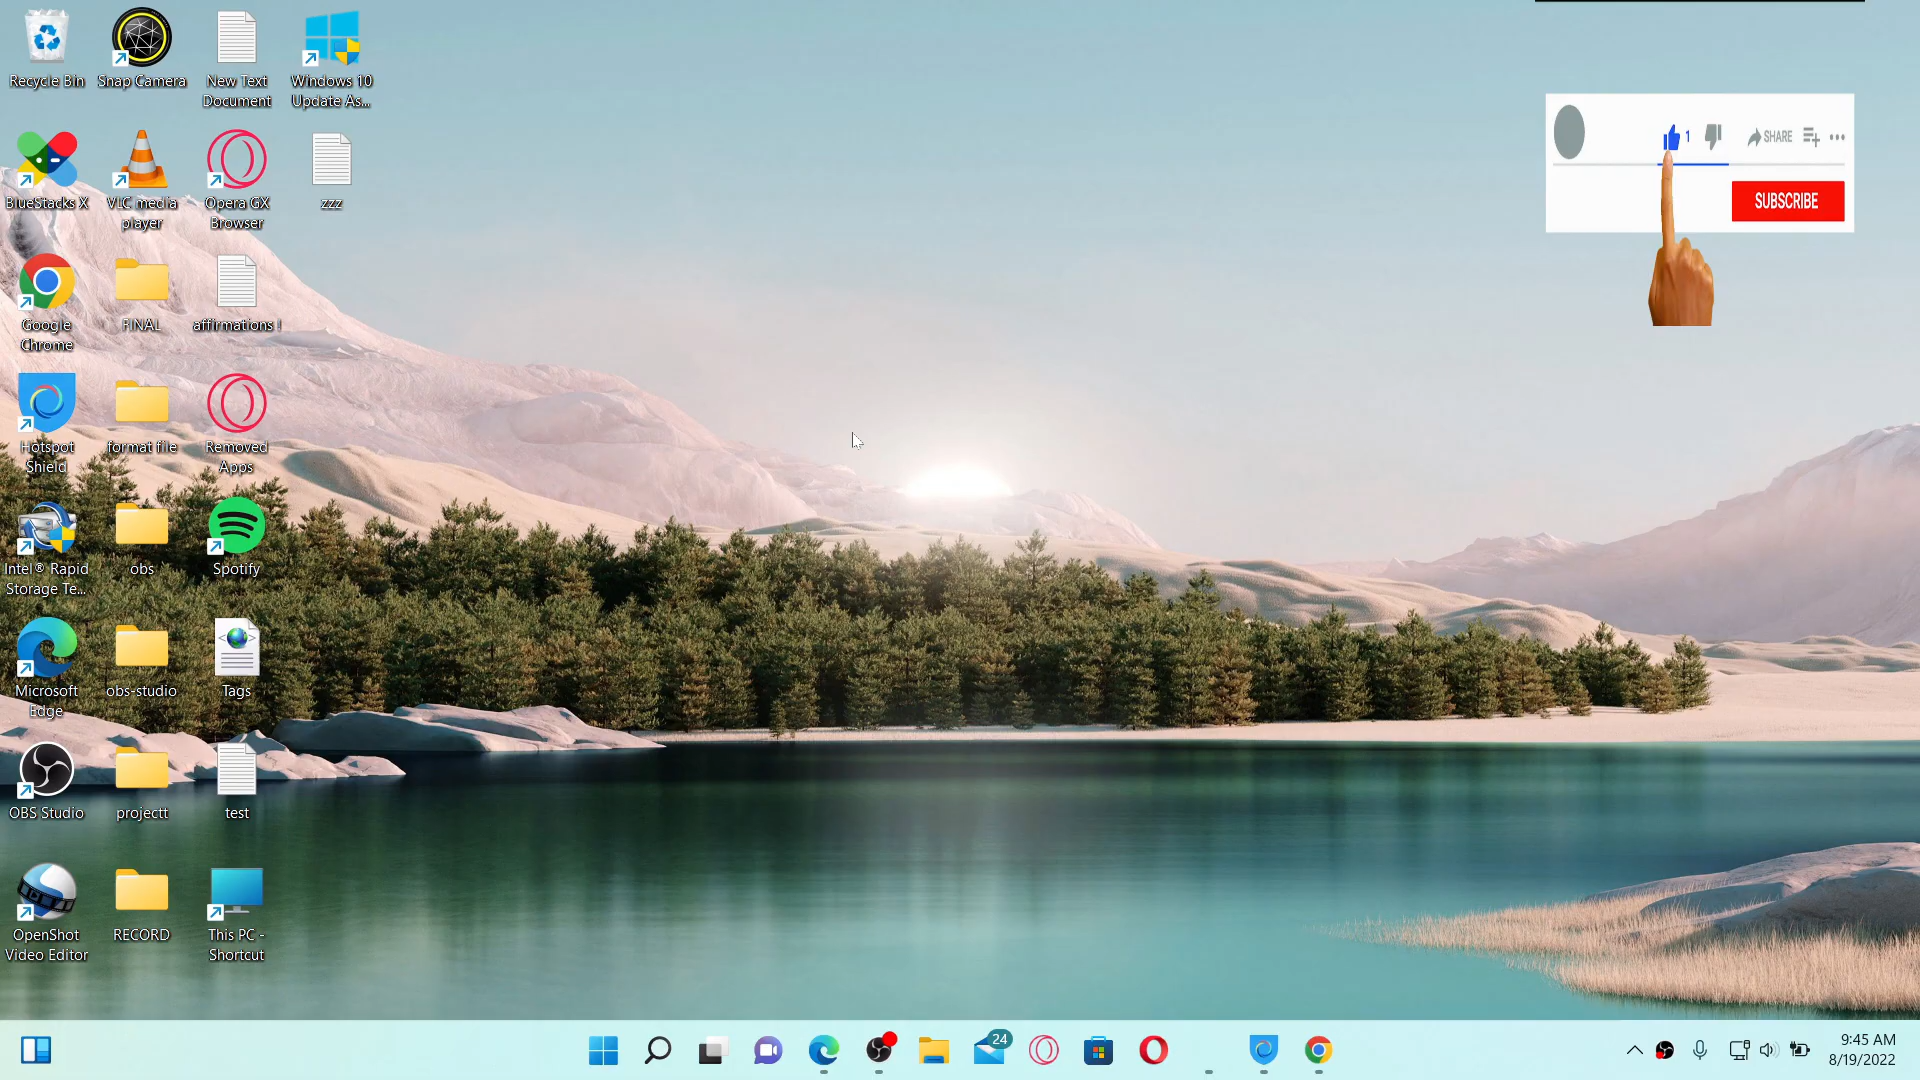 Recycle Bin
Snap Camera
New Text
Document
Windows 10
Update As...
BlueStacks X
VLC media
player
Opera GX
Browser
zzz
Google
Chrome
FINAL
affirmations !
Hotspot
Shield
format file
Removed
Apps
Intel® Rapid
Storage Te...
obs
Spotify
Microsoft
Edge
obs-studio
Tags
OBS Studio
projectt
test
OpenShot
Video Editor
RECORD
This PC -
Shortcut
1
SHARE
SUBSCRIBE
24
9:45 AM
8/19/2022